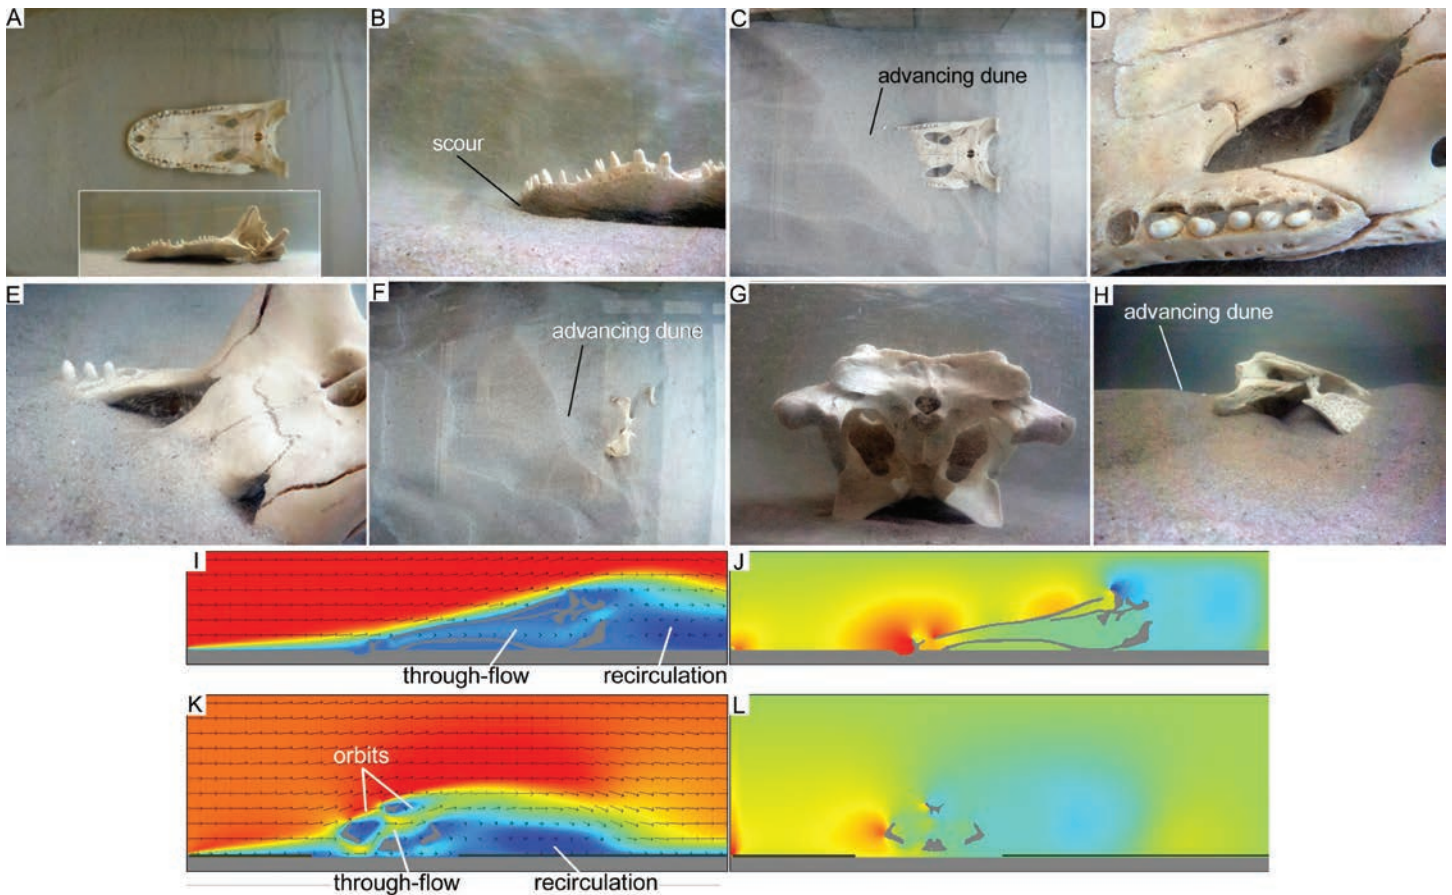 A
B
scour
C
advancing dune
D
E
F
advancing dune
G
H
advancing dune
I
through-flow
recirculation
J
K
orbits
through-flow
recirculation
L